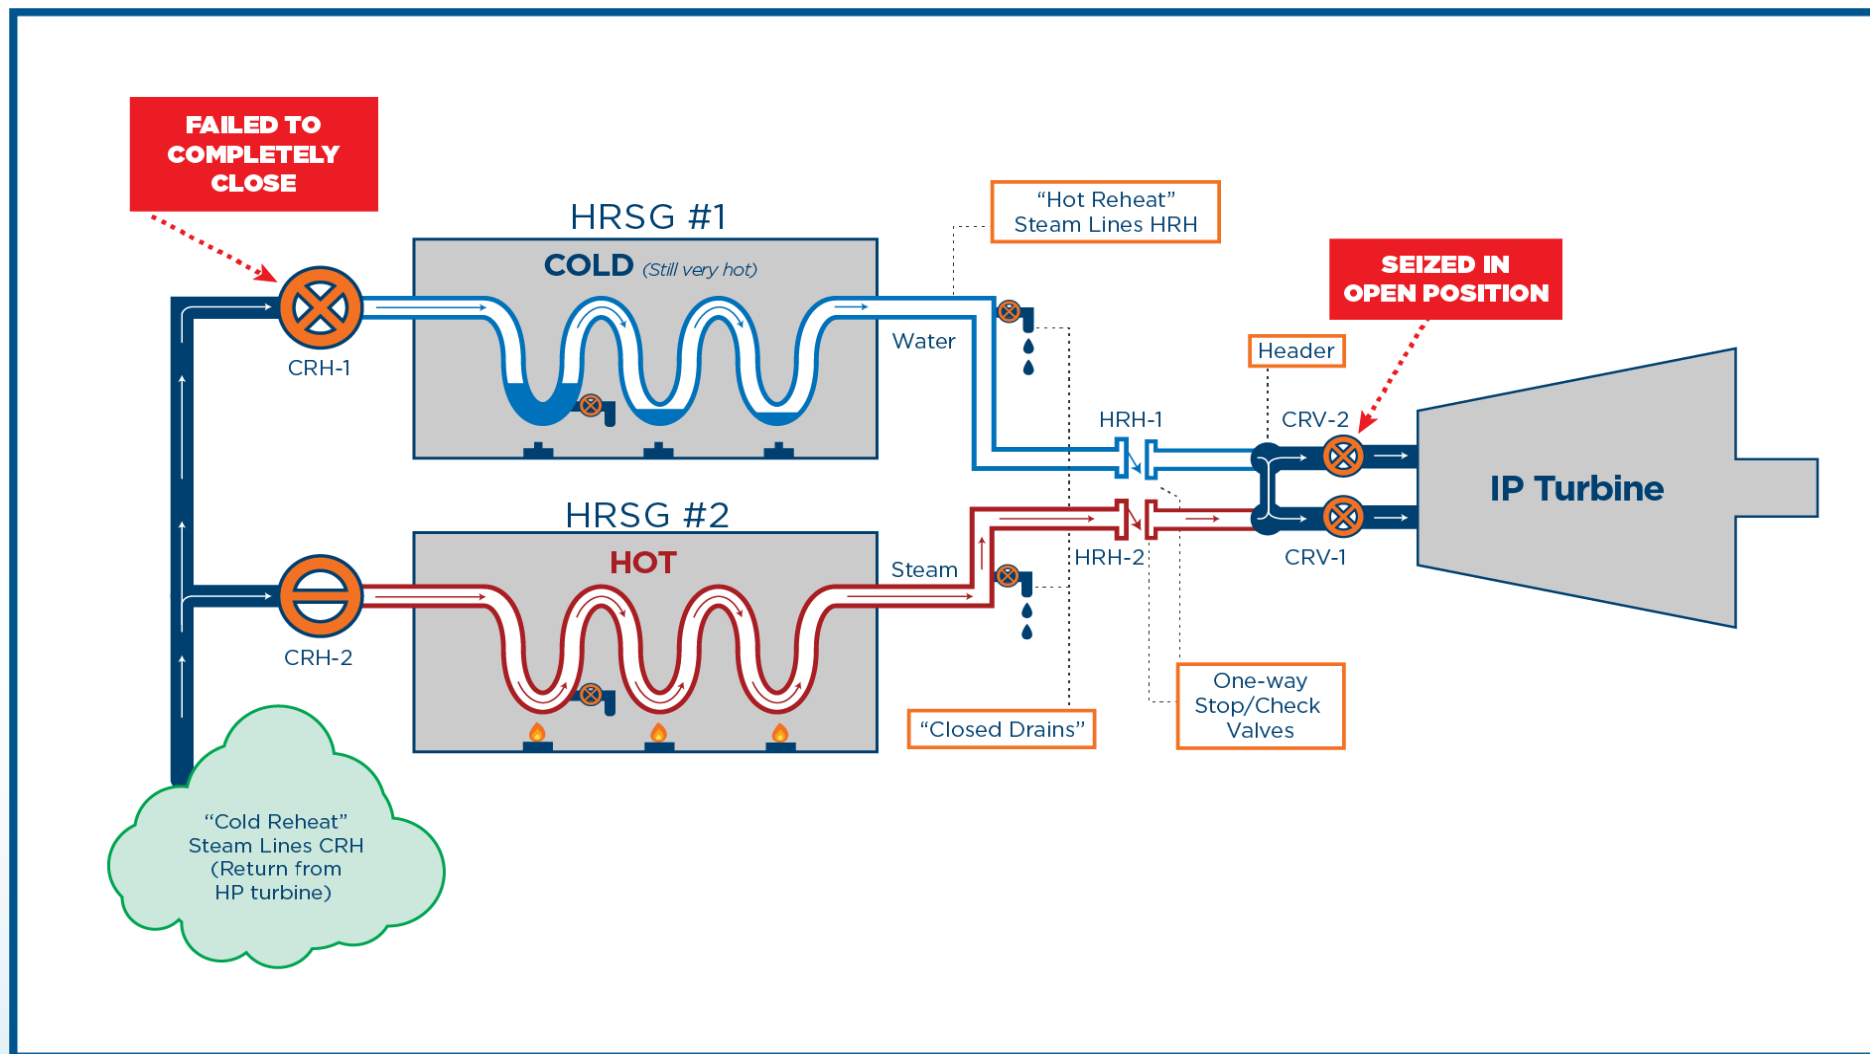 FAILED TO
COMPLETELY
CLOSE
HRSG #1
COLD (Still very hot)
“Hot Reheat”
Steam Lines HRH
SEIZED IN
OPEN POSITION
CRH-1
Water
Header
HRH-1
CRV-2
IP Turbine
HRSG #2
HOT
Steam
HRH-2
CRV-1
CRH-2
One-way
Stop/Check
Valves
“Closed Drains”
“Cold Reheat”
Steam Lines CRH
(Return from
HP turbine)